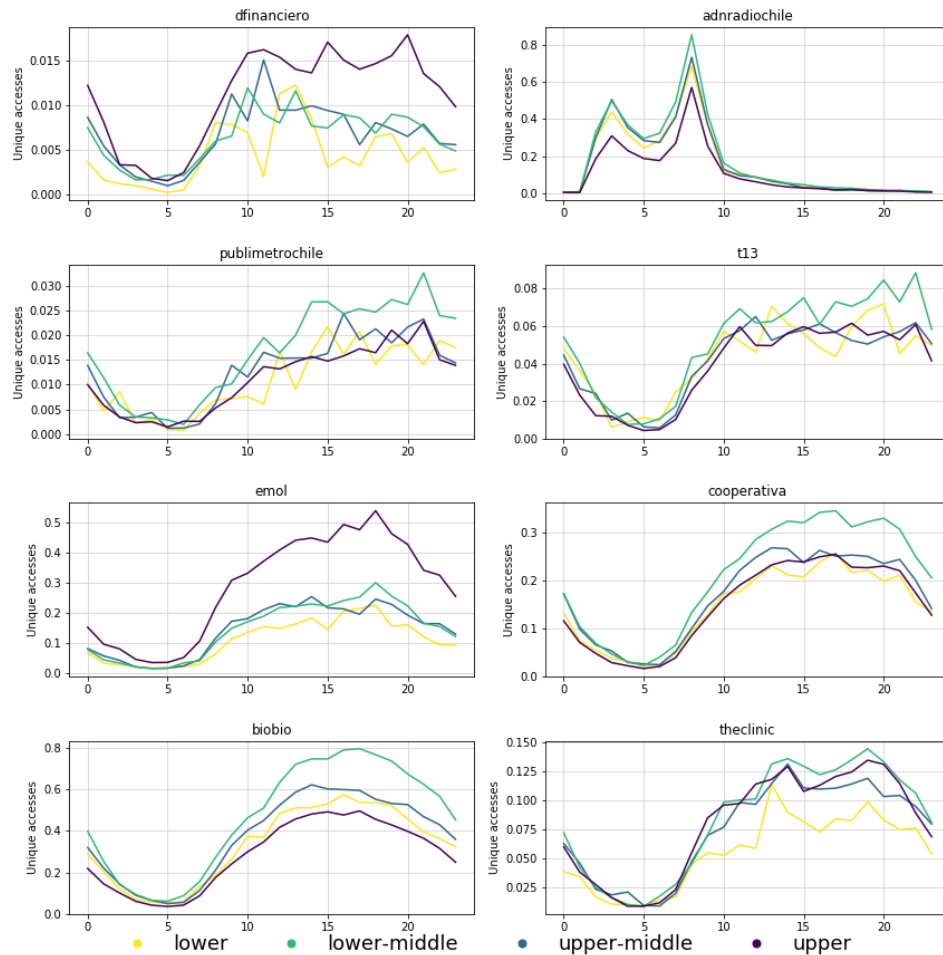 dfinanciero
Unique accesses
0.015
0.010
0.005
0.000
0 5 10 15 20
adnradiochile
Unique accesses
0.8
0.6
0.4
0.2
0.0
0 5 10 15 20
publimetrochile
Unique accesses
0.030
0.025
0.020
0.015
0.010
0.005
0.000
0 5 10 15 20
t13
Unique accesses
0.08
0.06
0.04
0.02
0.00
0 5 10 15 20
emol
Unique accesses
0.5
0.4
0.3
0.2
0.1
0.0
0 5 10 15 20
cooperativa
Unique accesses
0.3
0.2
0.1
0.0
0 5 10 15 20
biobio
Unique accesses
0.8
0.6
0.4
0.2
0.0
0 5 10 15 20
theclinic
Unique accesses
0.150
0.125
0.100
0.075
0.050
0.025
0 5 10 15 20
lower lower-middle upper-middle upper